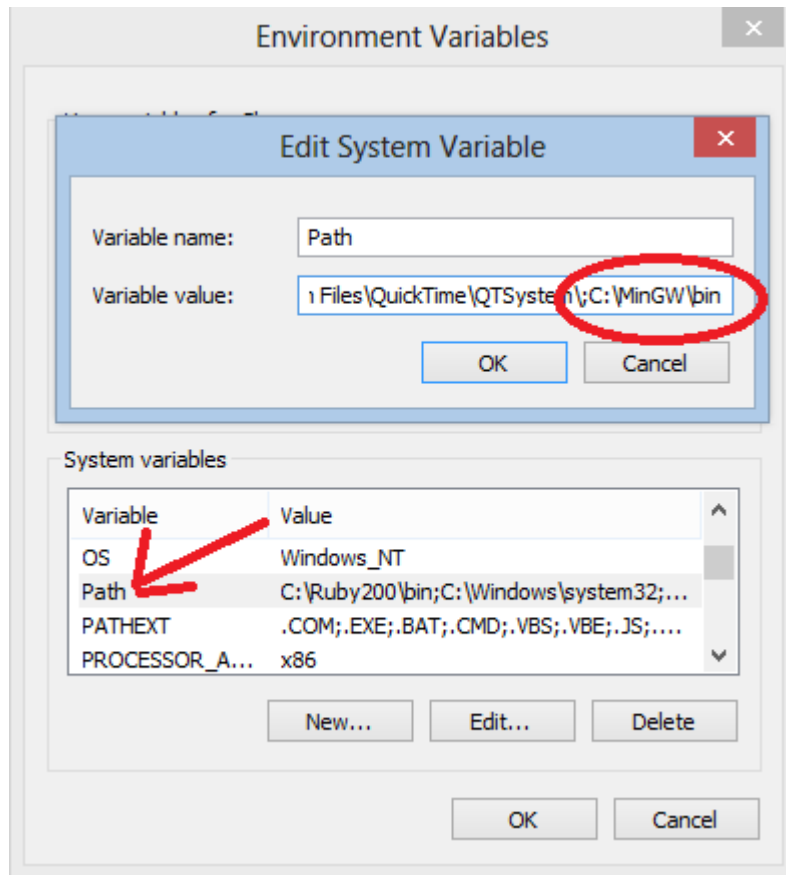 Environment Variables
Edit System Variable
Variable name: Path
Variable value: n Files\QuickTime\QTSystem\;C:\MinGW\bin
OK Cancel
System variables
Variable Value
OS Windows_NT
Path C:\Ruby200\bin;C:\Windows\system32;...
PATHEXT .COM;.EXE;.BAT;.CMD;.VBS;.VBE;.JS;....
PROCESSOR_A... x86
New... Edit... Delete
OK Cancel